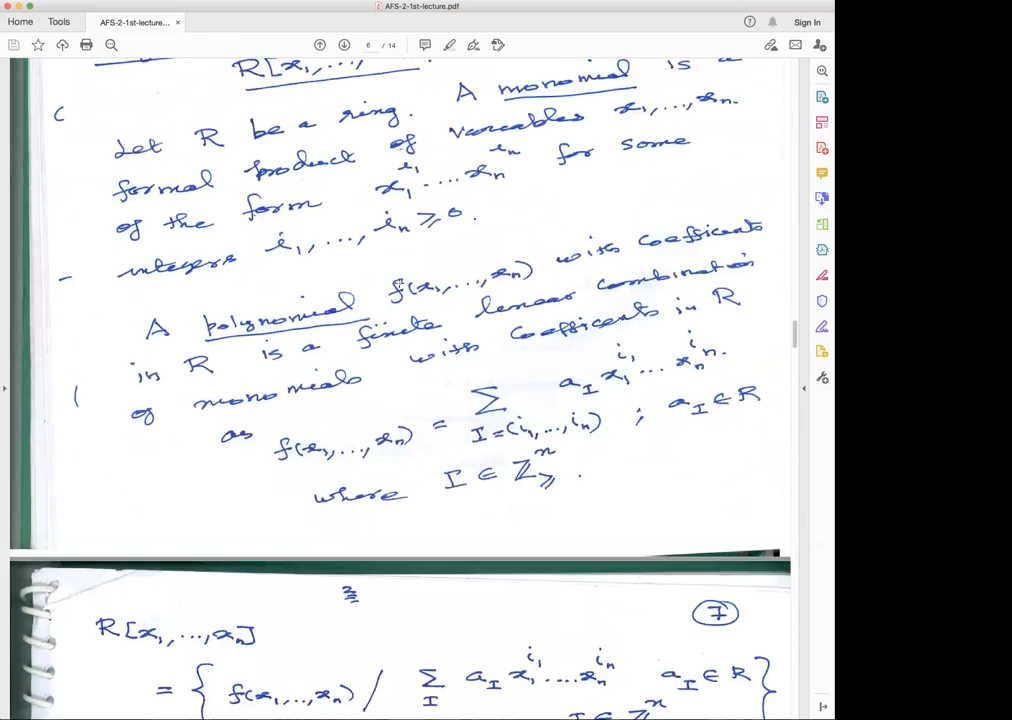 AFS-2-1st-lecture.pdf
Home Tools AFS-2-1st-lecture... × Sign In
6 / 14
R[x₁,...,
A monomial is a
Let R be a ring.
formal product of variables x₁,...,xₙ.
of the form x₁^i₁ ... xₙ^iₙ for some
integers i₁, ..., iₙ ≥ 0.
A polynomial f(x₁,...,xₙ) with coefficents
in R is a finite linear combination
of monomials with coefficents in R
as f(x₁,...,xₙ) = ∑ a_I x₁^i₁ ... xₙ^iₙ.
I=(i₁,...,iₙ) ; a_I ∈ R
where I ∈ ℤ^n_≥ .
7
R[x₁,...,xₙ]
= { f(x₁,...,xₙ) / ∑_I a_I x₁^i₁ .... xₙ^iₙ a_I ∈ R }
I ∈ ℤ^n